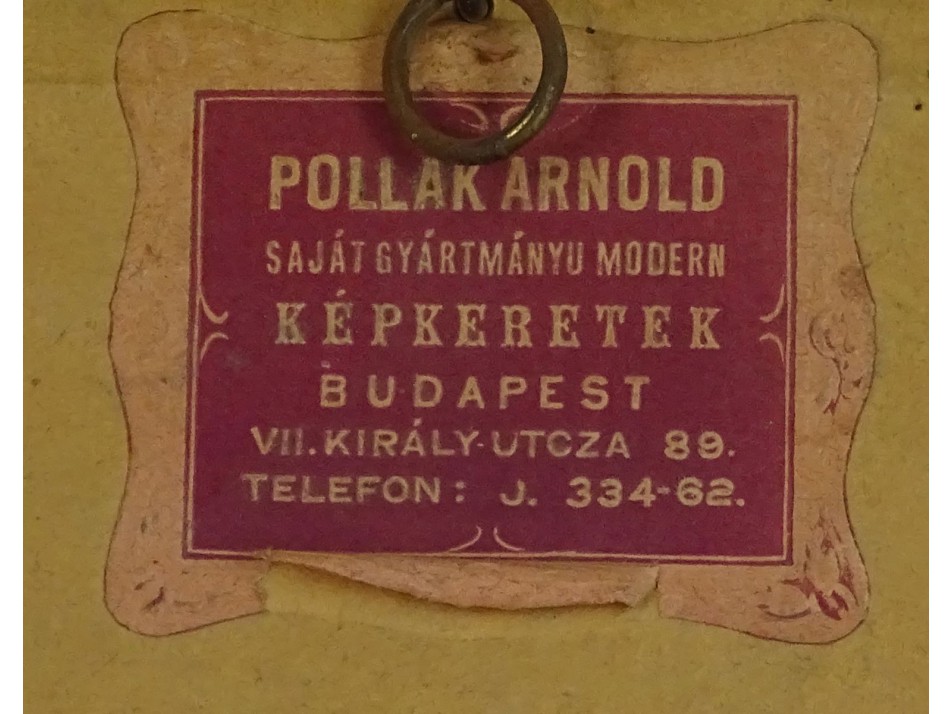 POLLAK ARNOLD
SAJÁT GYÁRTMÁNYU MODERN
KÉPKERETEK
BUDAPEST
VII. KIRÁLY-UTCZA 89.
TELEFON: J. 334-62.